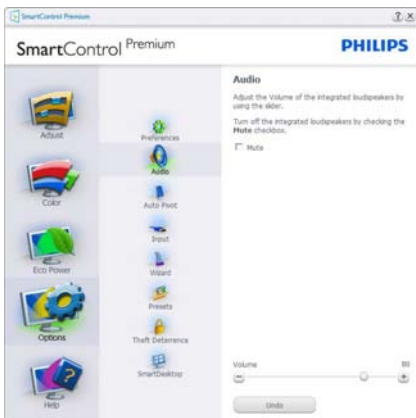 SmartControl Premium
SmartControl Premium
PHILIPS
Adjust
Color
Eco Power
Options
Help
Preferences
Audio
Auto Pivot
Input
Wizard
Presets
Theft Deterrence
SmartDesktop
Audio
Adjust the Volume of the integrated loudspeakers by
using the slider.
Turn off the integrated loudspeakers by checking the
Mute checkbox.
Mute
Volume
Undo